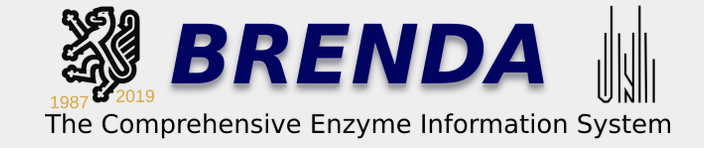 BRENDA
1987 2019
The Comprehensive Enzyme Information System